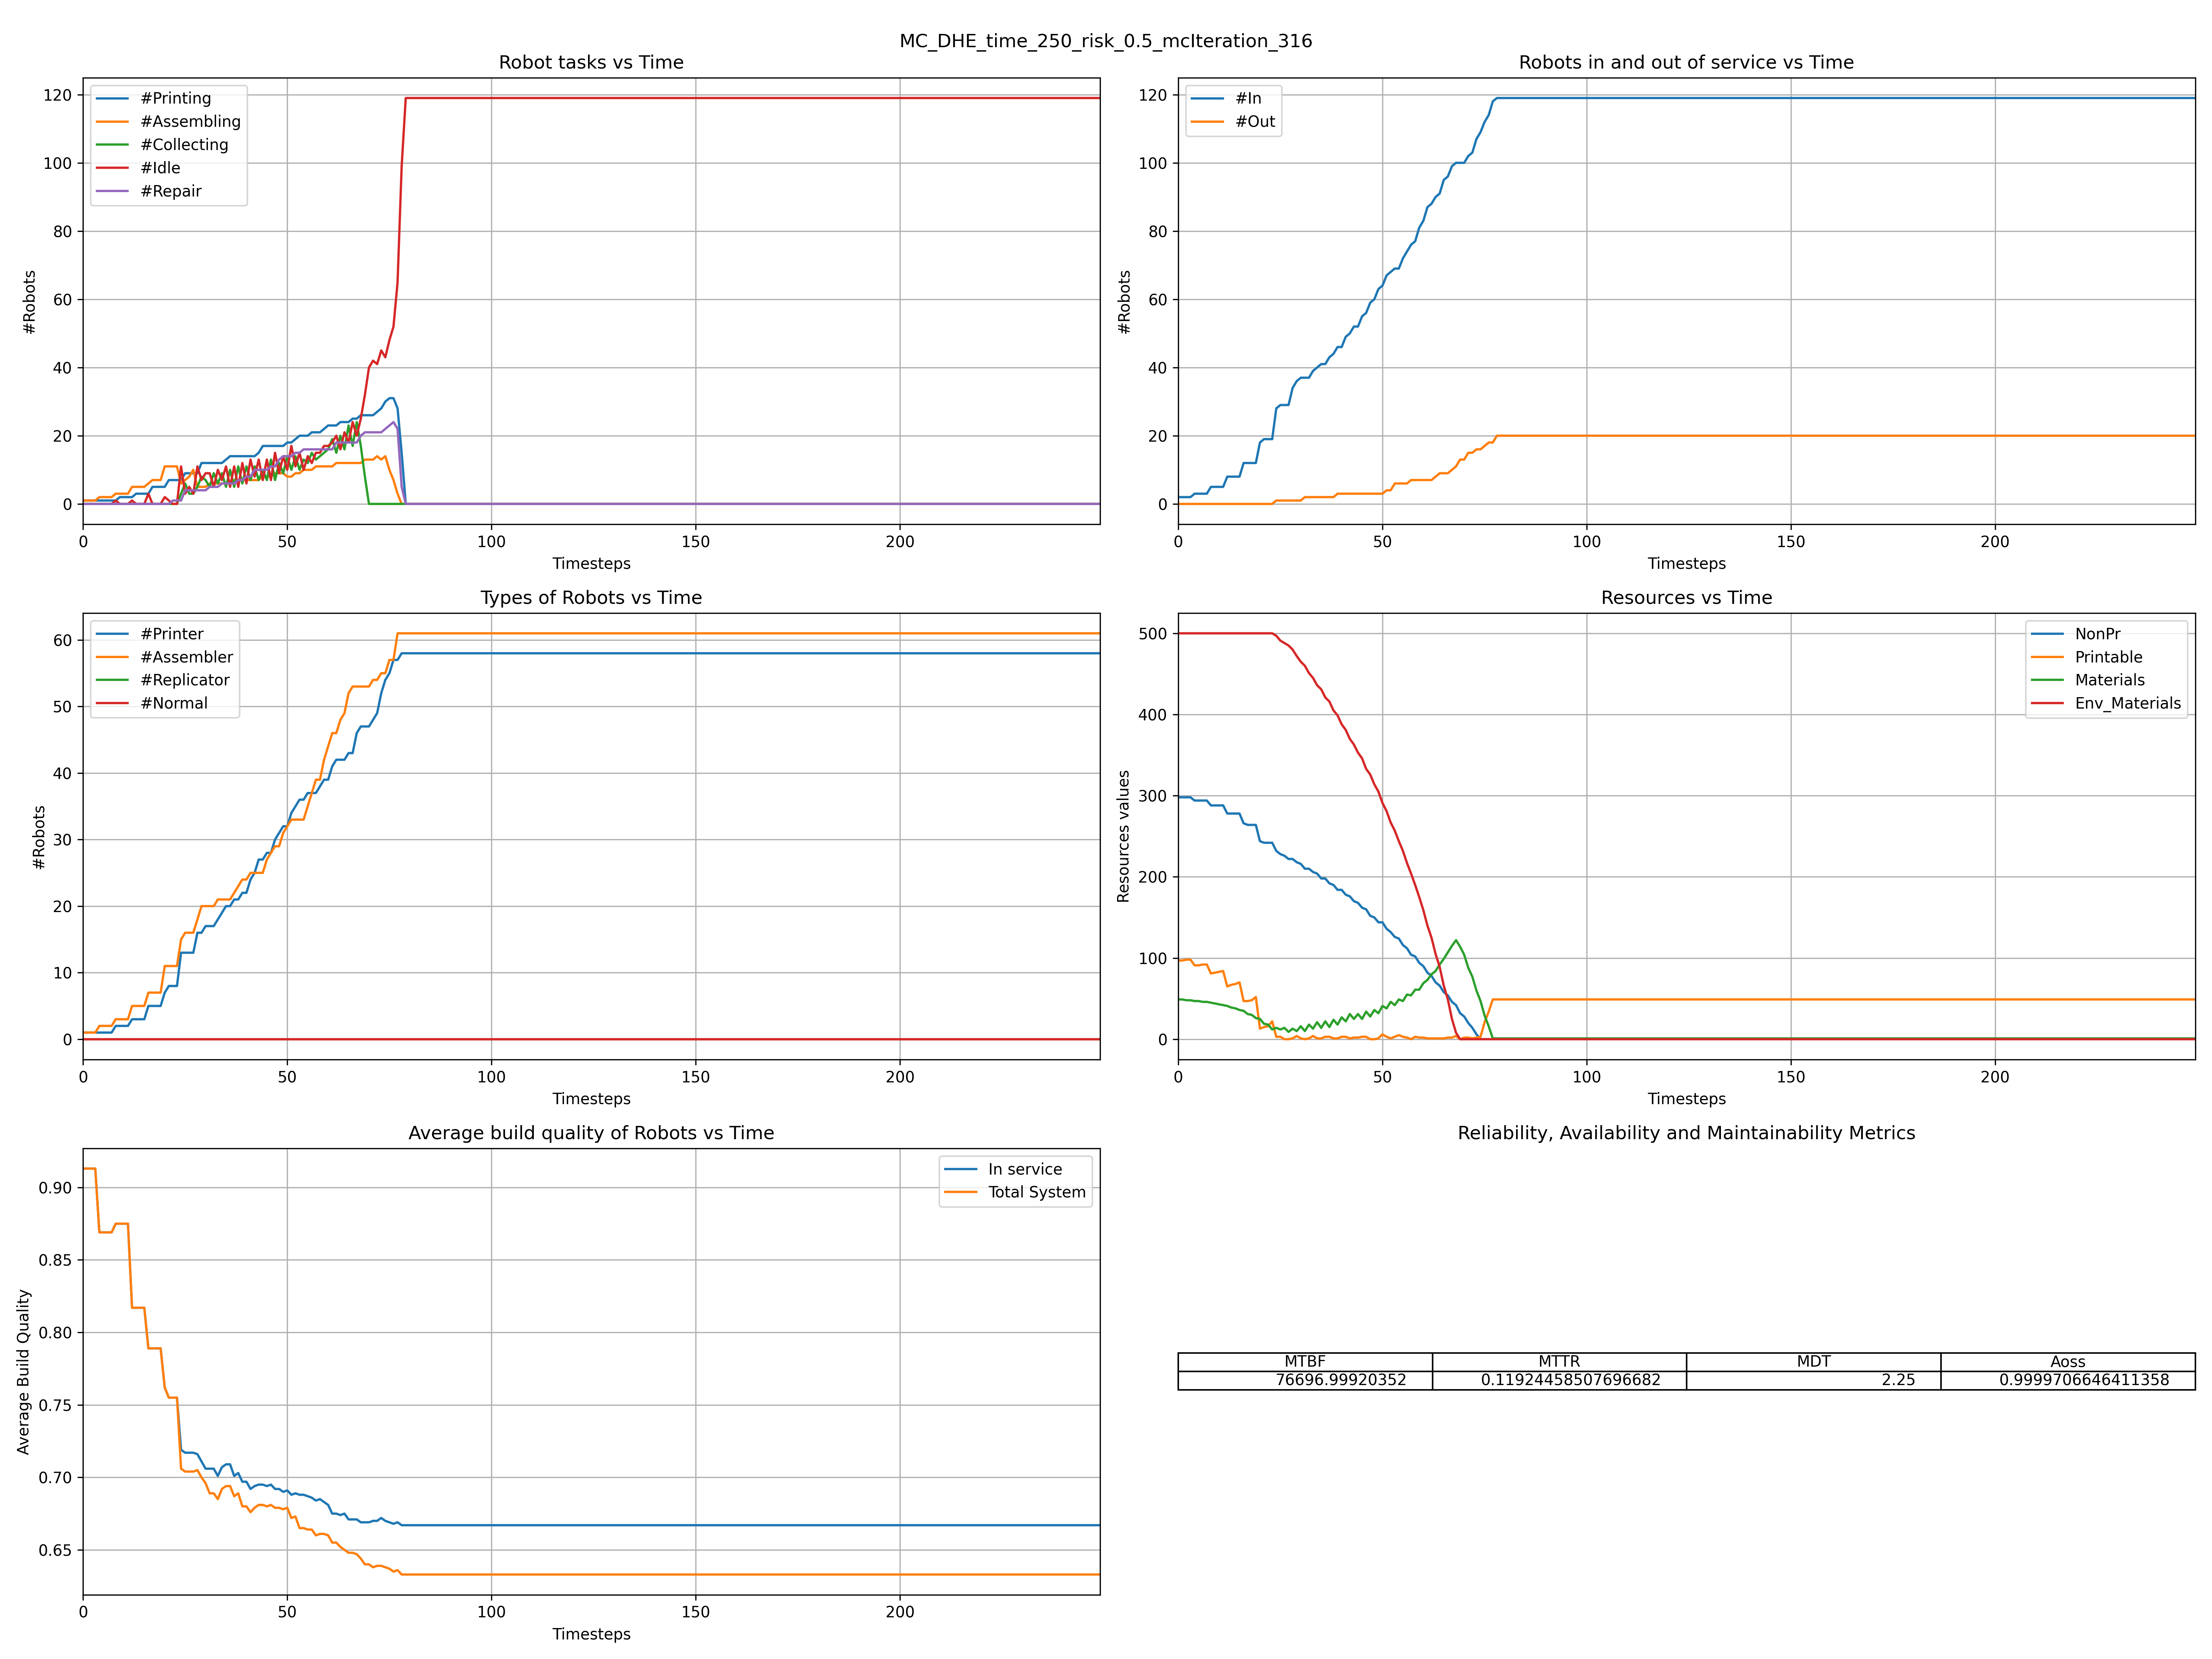 MC_DHE_time_250_risk_0.5_mcIteration_316
Robot tasks vs Time
#Printing
#Assembling
#Collecting
#Idle
#Repair
120
100
80
60
40
20
0
#Robots
0 50 100 150 200
Timesteps
Robots in and out of service vs Time
#In
#Out
120
100
80
60
40
20
0
#Robots
0 50 100 150 200
Timesteps
Types of Robots vs Time
#Printer
#Assembler
#Replicator
#Normal
60
50
40
30
20
10
0
#Robots
0 50 100 150 200
Timesteps
Resources vs Time
NonPr
Printable
Materials
Env_Materials
500
400
300
200
100
0
Resources values
0 50 100 150 200
Timesteps
Average build quality of Robots vs Time
In service
Total System
0.90
0.85
0.80
0.75
0.70
0.65
Average Build Quality
0 50 100 150 200
Timesteps
Reliability, Availability and Maintainability Metrics
MTBF MTTR MDT Aoss
76696.99920352 0.11924458507696682 2.25 0.9999706646411358